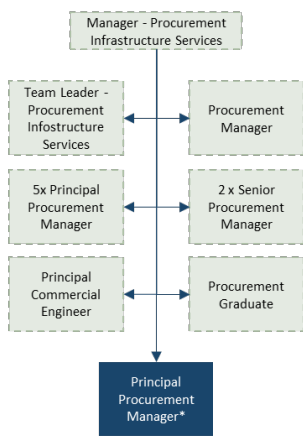 Manager - Procurement
Infrastructure Services
Team Leader -
Procurement
Infostructure
Services
Procurement
Manager
5x Principal
Procurement
Manager
2 x Senior
Procurement
Manager
Principal
Commercial
Engineer
Procurement
Graduate
Principal
Procurement
Manager*